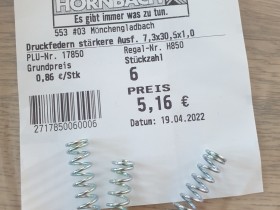 HORNBACH
Es gibt immer was zu tun.
553 #03 Mönchengladbach
Druckfedern stärkere Ausf. 7,3x30,5x1,0
PLU-Nr. 17850 Regal-Nr. H850
Grundpreis Stückzahl
0,86 €/Stk 6
PREIS
5,16 €
2717850060006 Datum: 19.04.2022